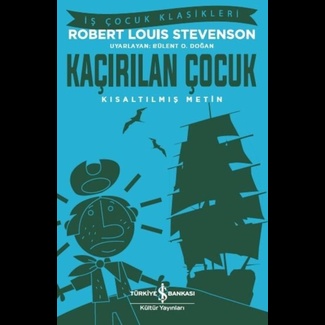 İŞ ÇOCUK KLASİKLERİ
ROBERT LOUIS STEVENSON
UYARLAYAN: BÜLENT O. DOĞAN
KAÇIRILAN ÇOCUK
KISALTILMIŞ METİN
TÜRKİYE İŞ BANKASI
Kültür Yayınları